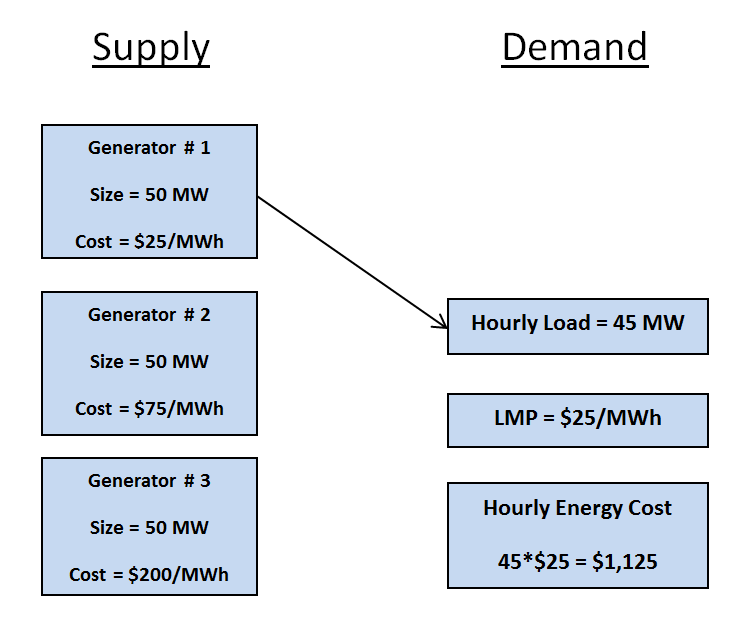 Supply
Demand
Generator # 1
Size = 50 MW
Cost = $25/MWh
Generator # 2
Size = 50 MW
Cost = $75/MWh
Generator # 3
Size = 50 MW
Cost = $200/MWh
Hourly Load = 45 MW
LMP = $25/MWh
Hourly Energy Cost
45*$25 = $1,125